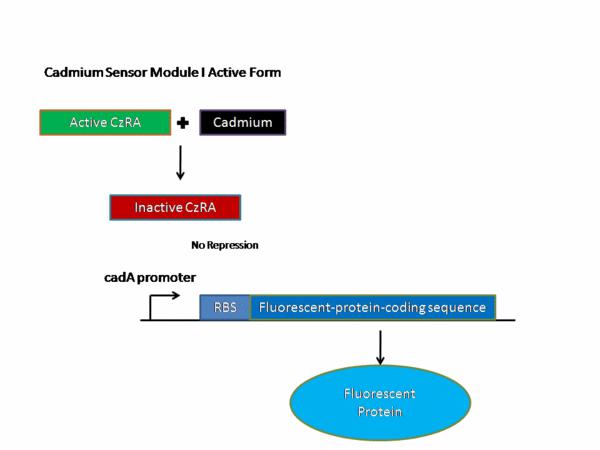 Cadmium Sensor Module I Active Form
Active CzRA + Cadmium
Inactive CzRA
No Repression
cadA promoter
RBS Fluorescent-protein-coding sequence
Fluorescent
Protein